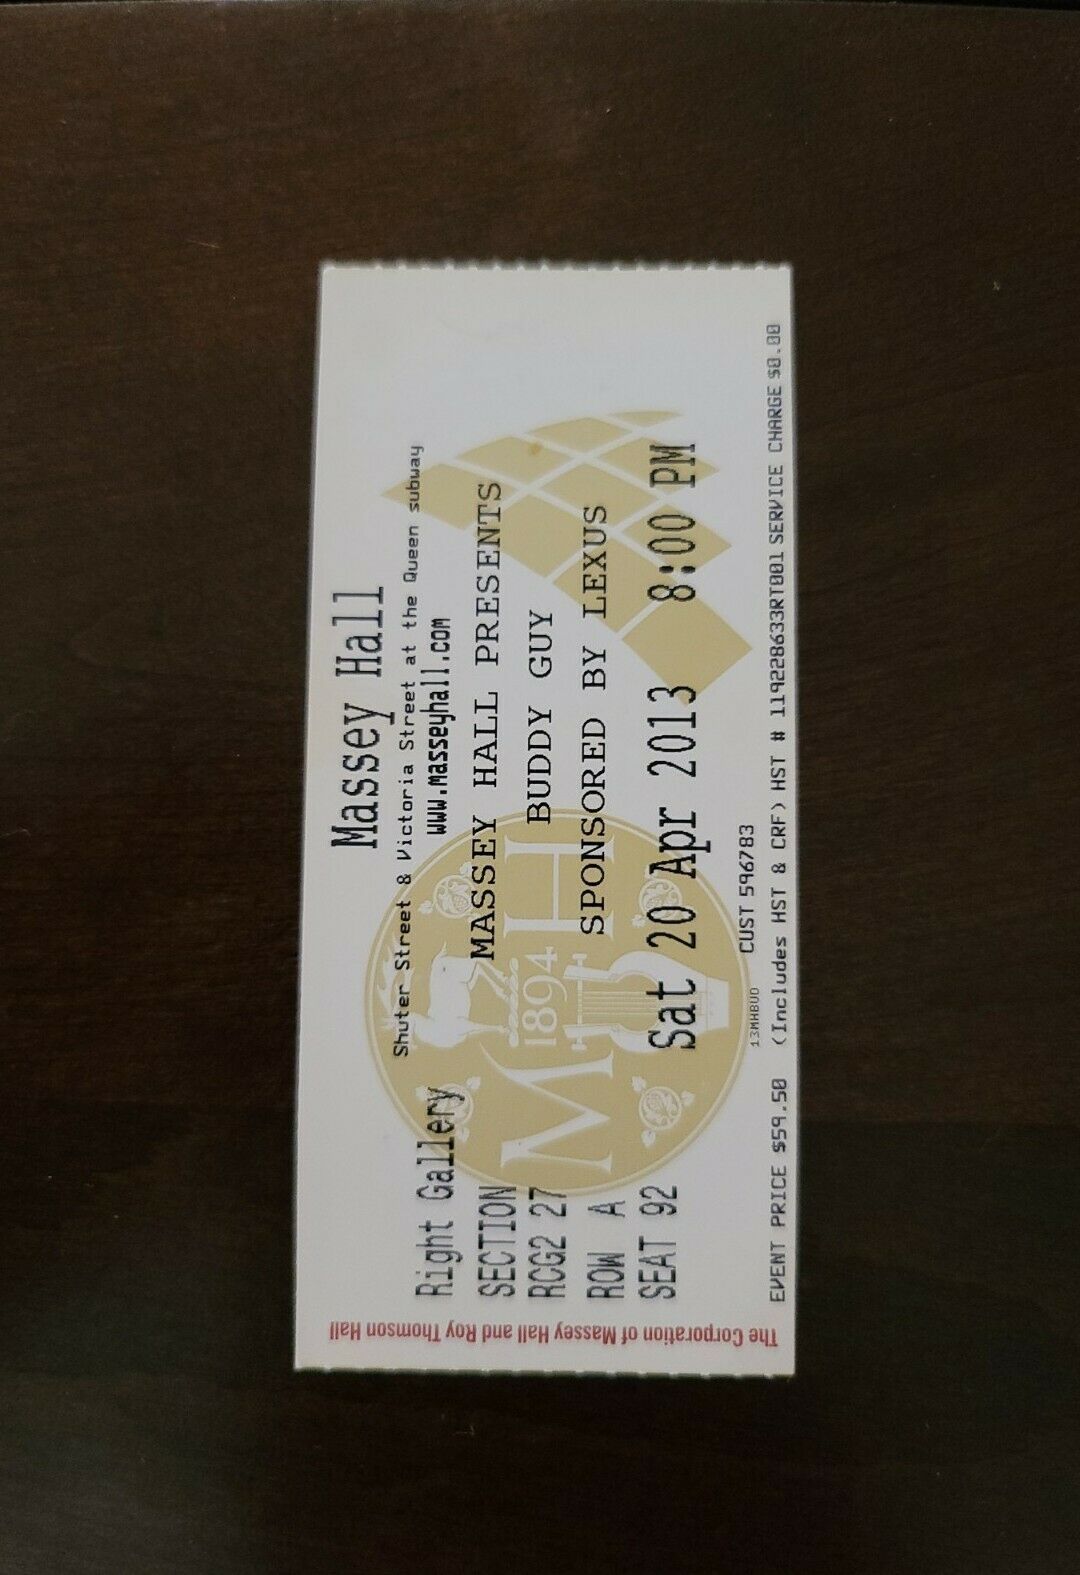 Massey Hall
Shuter Street & Victoria Street at the Queen subway
www.masseyhall.com
MASSEY HALL PRESENTS
BUDDY GUY
SPONSORED BY LEXUS
Sat 20 Apr 2013 8:00 PM
Right Gallery
SECTION
RCG2 27
ROW A
SEAT 92
13MHBUD CUST 596783
EVENT PRICE $59.50 (Includes HST & CRF) HST # 119228633RT001 SERVICE CHARGE $0.00
The Corporation of Massey Hall and Roy Thomson Hall
M H
1894